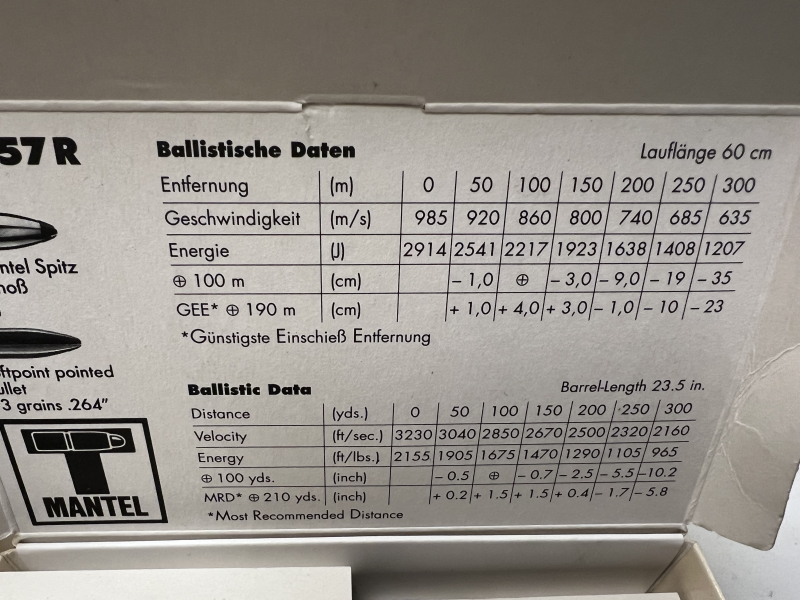 57 R
Ballistische Daten Lauflänge 60 cm
Entfernung (m) 0 50 100 150 200 250 300
Geschwindigkeit (m/s) 985 920 860 800 740 685 635
Energie (J) 2914 2541 2217 1923 1638 1408 1207
⊕ 100 m (cm) – 1,0 ⊕ – 3,0 – 9,0 – 19 – 35
GEE* ⊕ 190 m (cm) + 1,0 + 4,0 + 3,0 – 1,0 – 10 – 23
*Günstigste Einschieß Entfernung
ntel Spitz
hoß
ftpoint pointed
ullet
3 grains .264"
Ballistic Data Barrel-Length 23.5 in.
Distance (yds.) 0 50 100 150 200 250 300
Velocity (ft/sec.) 3230 3040 2850 2670 2500 2320 2160
Energy (ft/lbs.) 2155 1905 1675 1470 1290 1105 965
⊕ 100 yds. (inch) – 0.5 ⊕ – 0.7 – 2.5 – 5.5 –10.2
MRD* ⊕ 210 yds. (inch) + 0.2 + 1.5 + 1.5 + 0.4 – 1.7 – 5.8
*Most Recommended Distance
T
MANTEL